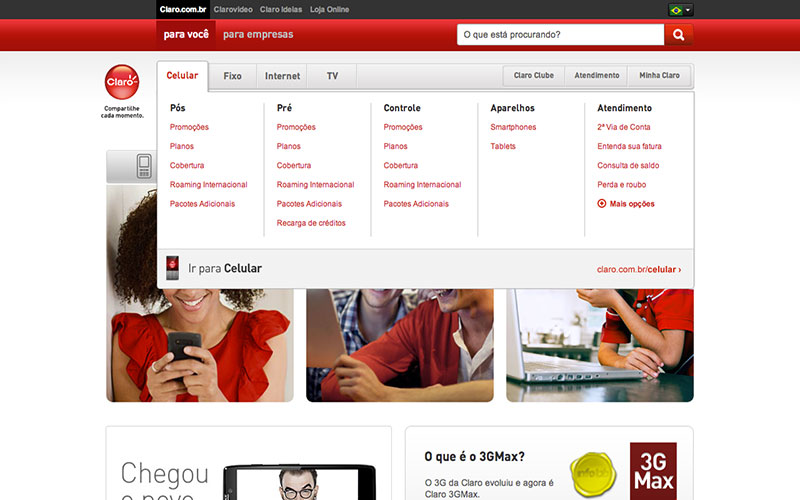 Claro.com.br Clarovideo Claro Ideias Loja Online
para você para empresas
O que está procurando?
Claro
Compartilhe
cada momento.
Celular Fixo Internet TV
Claro Clube Atendimento Minha Claro
Pós
Promoções
Planos
Cobertura
Roaming Internacional
Pacotes Adicionais
Pré
Promoções
Planos
Cobertura
Roaming Internacional
Pacotes Adicionais
Recarga de créditos
Controle
Promoções
Planos
Cobertura
Roaming Internacional
Pacotes Adicionais
Aparelhos
Smartphones
Tablets
Atendimento
2ª Via de Conta
Entenda sua fatura
Consulta de saldo
Perda e roubo
Mais opções
Ir para Celular
claro.com.br/celular ›
Chegou
o novo
O que é o 3GMax?
O 3G da Claro evoluiu e agora é
Claro 3GMax.
3G
Max